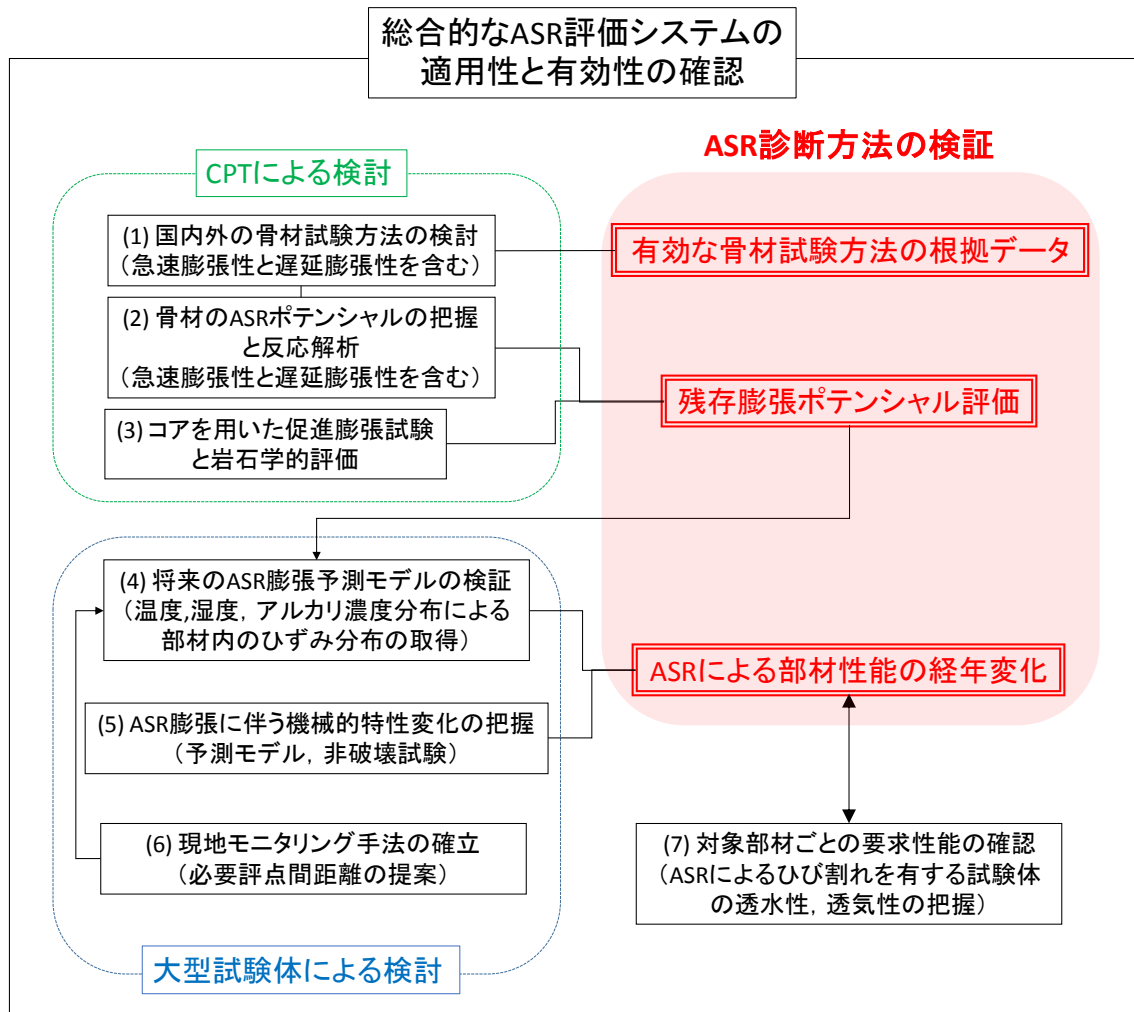 総合的なASR評価システムの
適用性と有効性の確認
ASR診断方法の検証
CPTによる検討
(1) 国内外の骨材試験方法の検討
（急速膨張性と遅延膨張性を含む）
有効な骨材試験方法の根拠データ
(2) 骨材のASRポテンシャルの把握
と反応解析
（急速膨張性と遅延膨張性を含む）
残存膨張ポテンシャル評価
(3) コアを用いた促進膨張試験
と岩石学的評価
(4) 将来のASR膨張予測モデルの検証
（温度,湿度，アルカリ濃度分布による
部材内のひずみ分布の取得）
ASRによる部材性能の経年変化
(5) ASR膨張に伴う機械的特性変化の把握
（予測モデル，非破壊試験）
(6) 現地モニタリング手法の確立
（必要評点間距離の提案）
(7) 対象部材ごとの要求性能の確認
（ASRによるひび割れを有する試験体
の透水性，透気性の把握）
大型試験体による検討